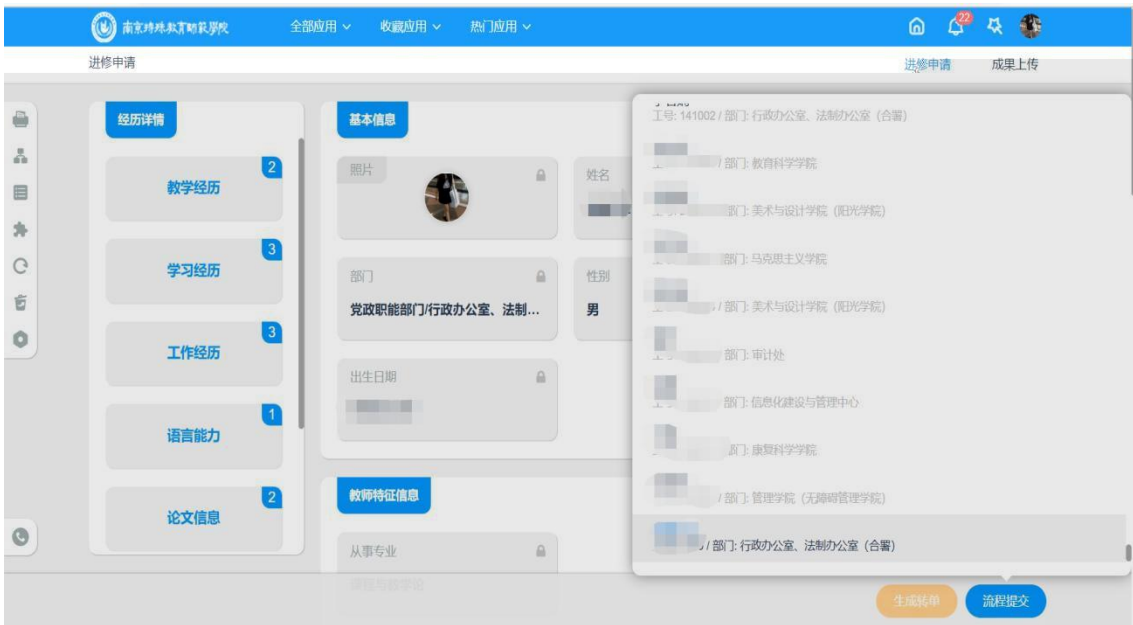 南京特殊教育师范学院
全部应用
收藏应用
热门应用
22
进修申请
进修申请
成果上传
经历详情
教学经历
2
学习经历
3
工作经历
3
语言能力
1
论文信息
2
基本信息
照片
姓名
部门
党政职能部门/行政办公室、法制...
性别
男
出生日期
教师特征信息
从事专业
课程与教学论
工号: 141002 / 部门: 行政办公室、法制办公室（合署）
/ 部门: 教育科学学院
部门: 美术与设计学院（阳光学院）
部门: 马克思主义学院
/ 部门: 美术与设计学院（阳光学院）
部门: 审计处
部门: 信息化建设与管理中心
部门: 康复科学学院
/ 部门: 管理学院（无障碍管理学院）
/ 部门: 行政办公室、法制办公室（合署）
生成转单
流程提交